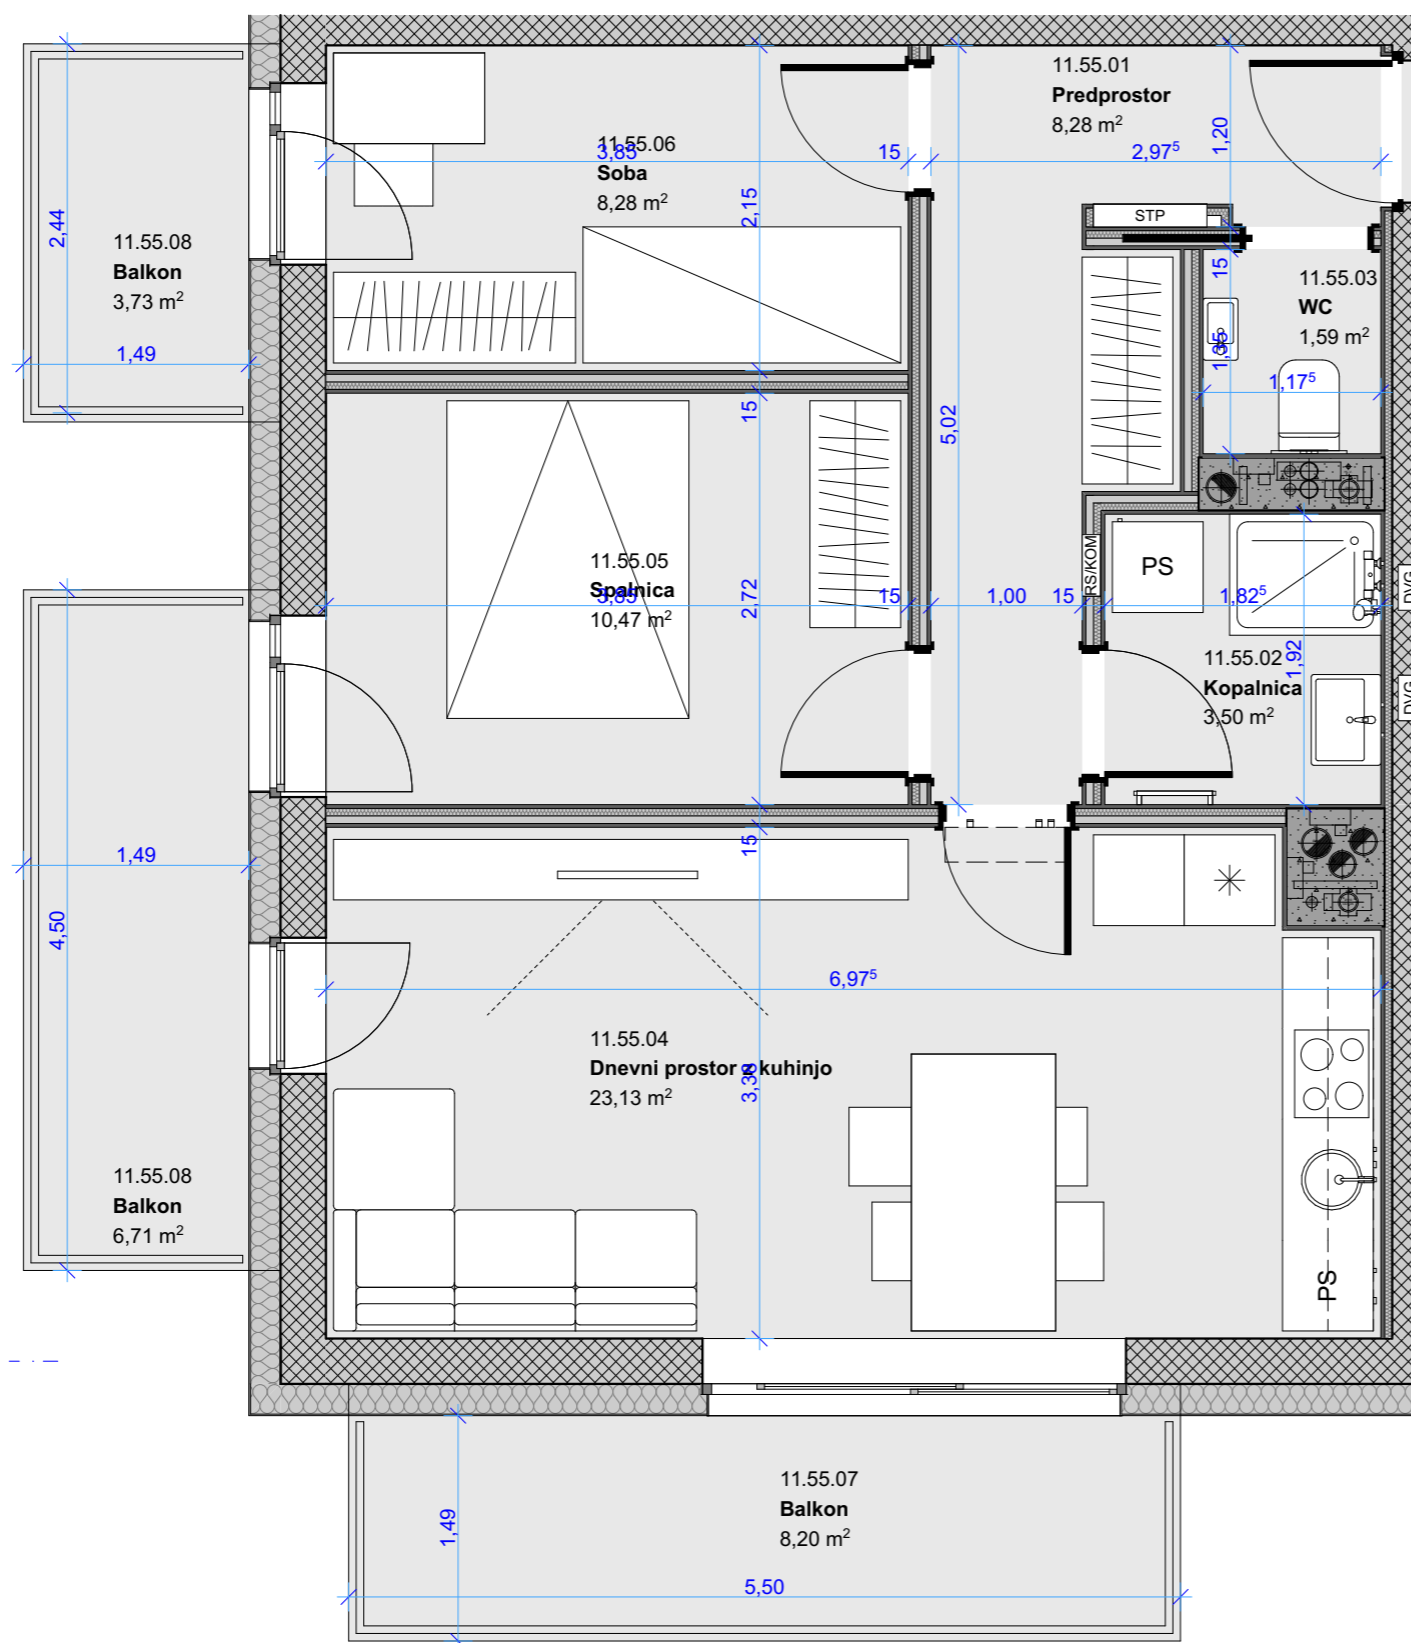 11.55.01
Predprostor
8,28 m²
1,20
2,97⁵
15
11.55.06
3,85
Soba
8,28 m²
2,15
2,44
11.55.08
Balkon
3,73 m²
1,49
STP
15
11.55.03
WC
1,59 m²
1,35
1,17⁵
15
5,02
11.55.05
Spalnica
3,85
10,47 m²
2,72
15
1,00
15
RS/KOM
PS
1,82⁵
DVG
11.55.02
Kopalnica
3,50 m²
1,92
DVG
15
1,49
4,50
6,97⁵
11.55.04
Dnevni prostor s kuhinjo
23,13 m²
3,38
11.55.08
Balkon
6,71 m²
PS
11.55.07
Balkon
8,20 m²
1,49
5,50